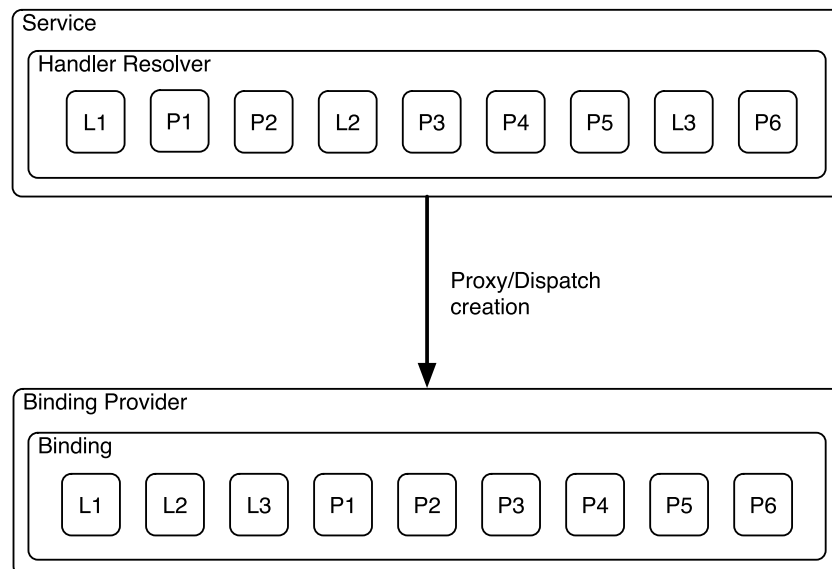 Service
Handler Resolver
L1 P1 P2 L2 P3 P4 P5 L3 P6
Proxy/Dispatch
creation
Binding Provider
Binding
L1 L2 L3 P1 P2 P3 P4 P5 P6